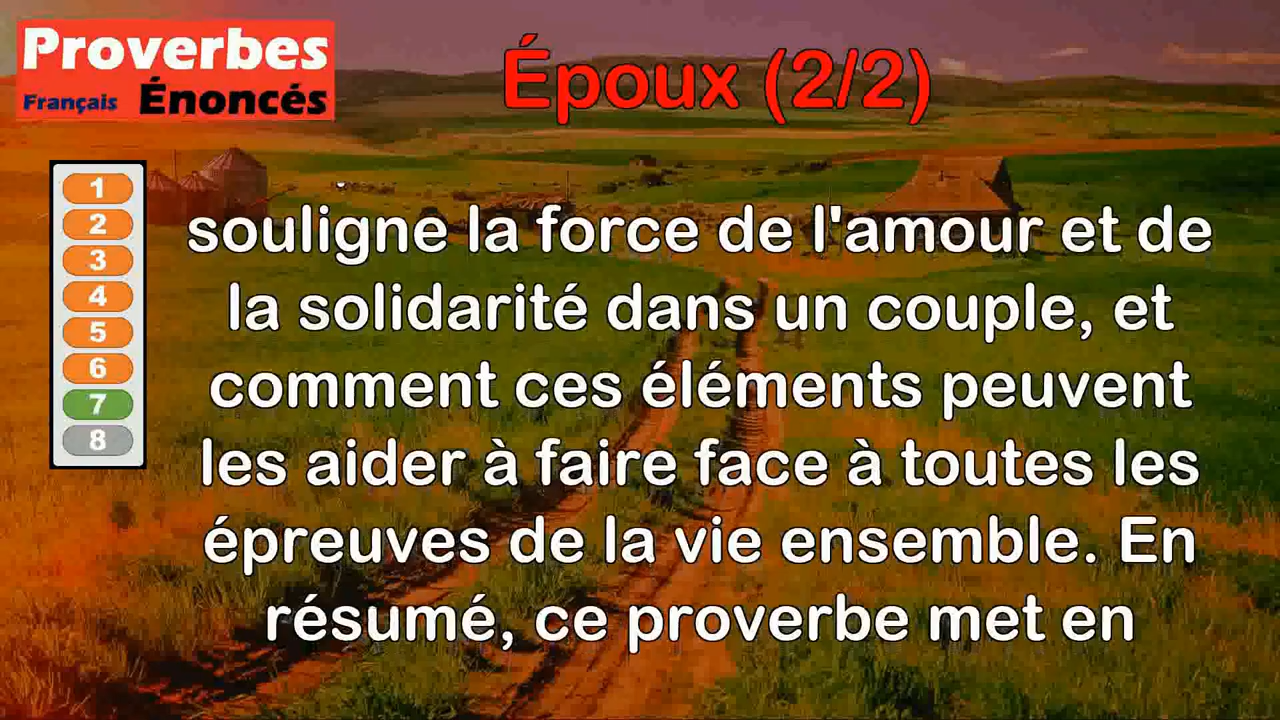 Proverbes
Français Énoncés
Époux (2/2)
1
2
3
4
5
6
7
8
souligne la force de l'amour et de
la solidarité dans un couple, et
comment ces éléments peuvent
les aider à faire face à toutes les
épreuves de la vie ensemble. En
résumé, ce proverbe met en